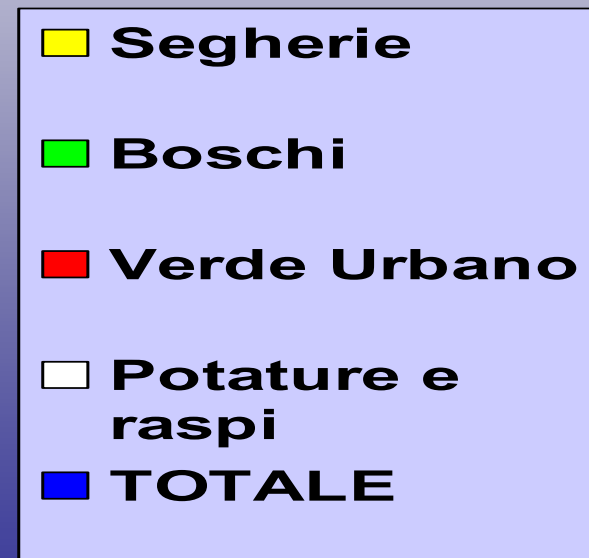 Segherie
Boschi
Verde Urbano
Potature e
raspi
TOTALE